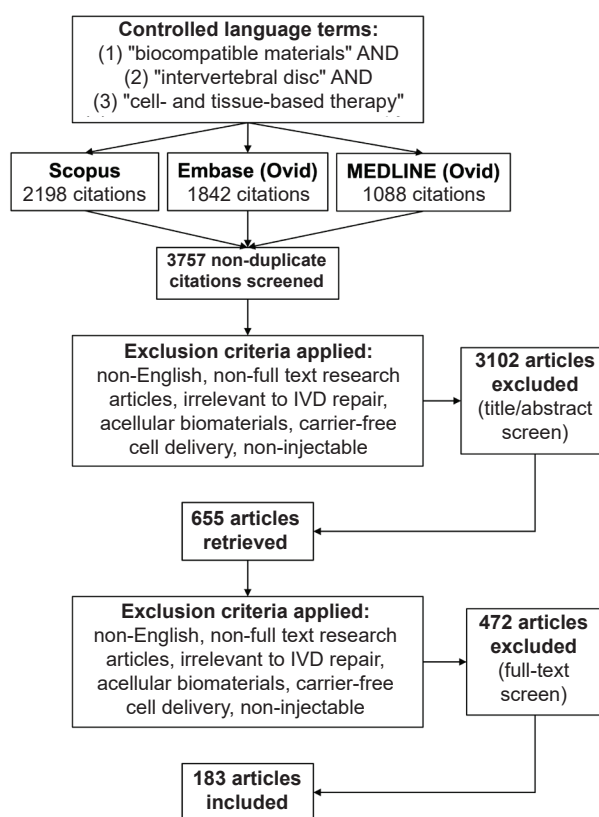 Controlled language terms:
(1) "biocompatible materials" AND
(2) "intervertebral disc" AND
(3) "cell- and tissue-based therapy"
Scopus
2198 citations
Embase (Ovid)
1842 citations
MEDLINE (Ovid)
1088 citations
3757 non-duplicate
citations screened
Exclusion criteria applied:
non-English, non-full text research
articles, irrelevant to IVD repair,
acellular biomaterials, carrier-free
cell delivery, non-injectable
3102 articles
excluded
(title/abstract
screen)
655 articles
retrieved
Exclusion criteria applied:
non-English, non-full text research
articles, irrelevant to IVD repair,
acellular biomaterials, carrier-free
cell delivery, non-injectable
472 articles
excluded
(full-text
screen)
183 articles
included